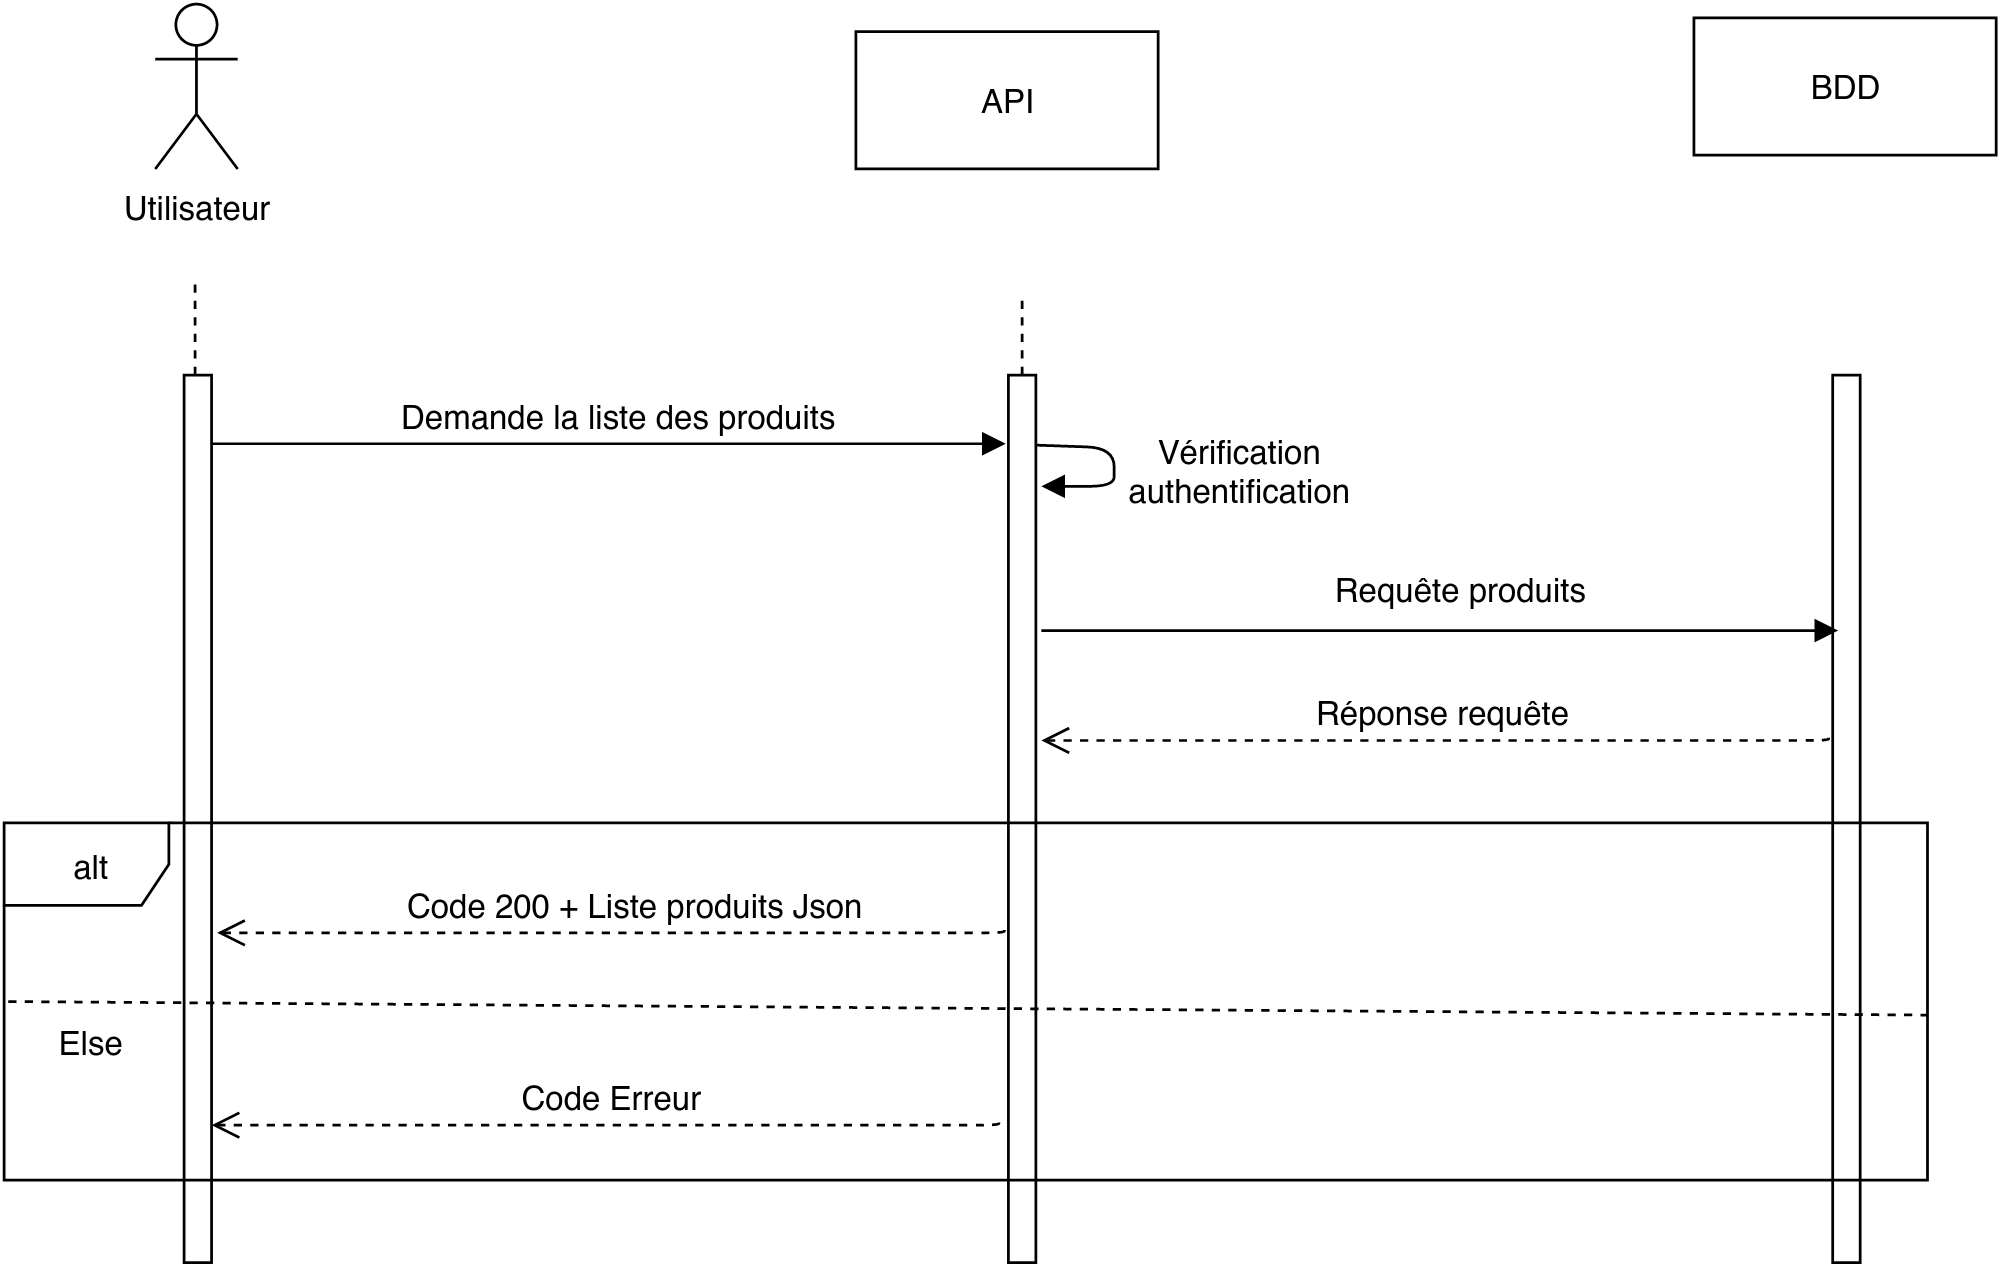 Utilisateur
API
BDD
Demande la liste des produits
Vérification
authentification
Requête produits
Réponse requête
alt
Code 200 + Liste produits Json
Else
Code Erreur